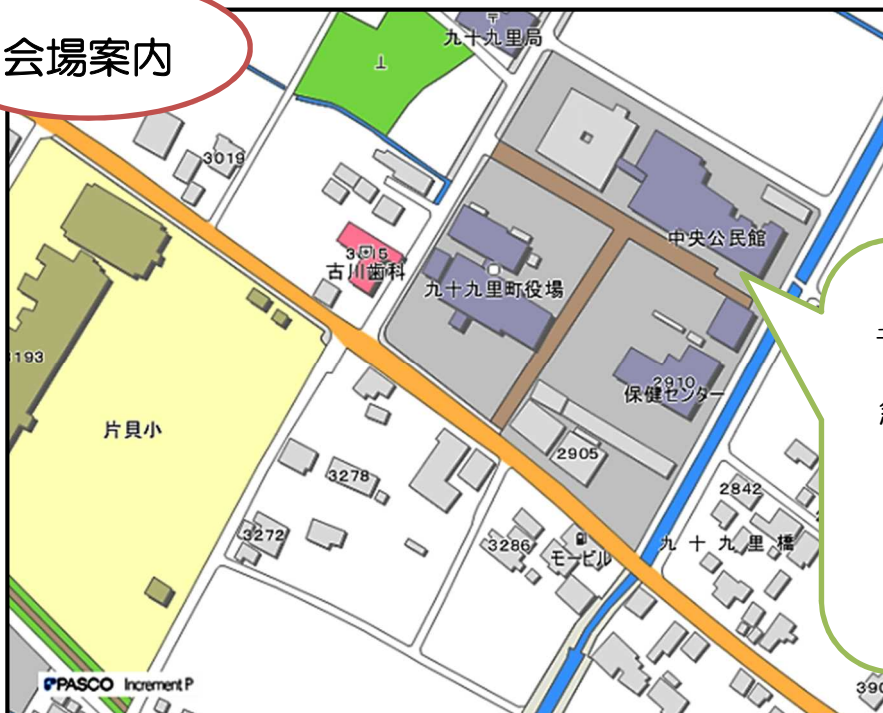 会場案内
〒
九十九里局
3019
中央公民館
3015
古川歯科
九十九里町役場
193
2910
保健センター
片貝小
2905
3278
2842
3272
3286
モービル
九十九里橋
PASCO Increment P
390